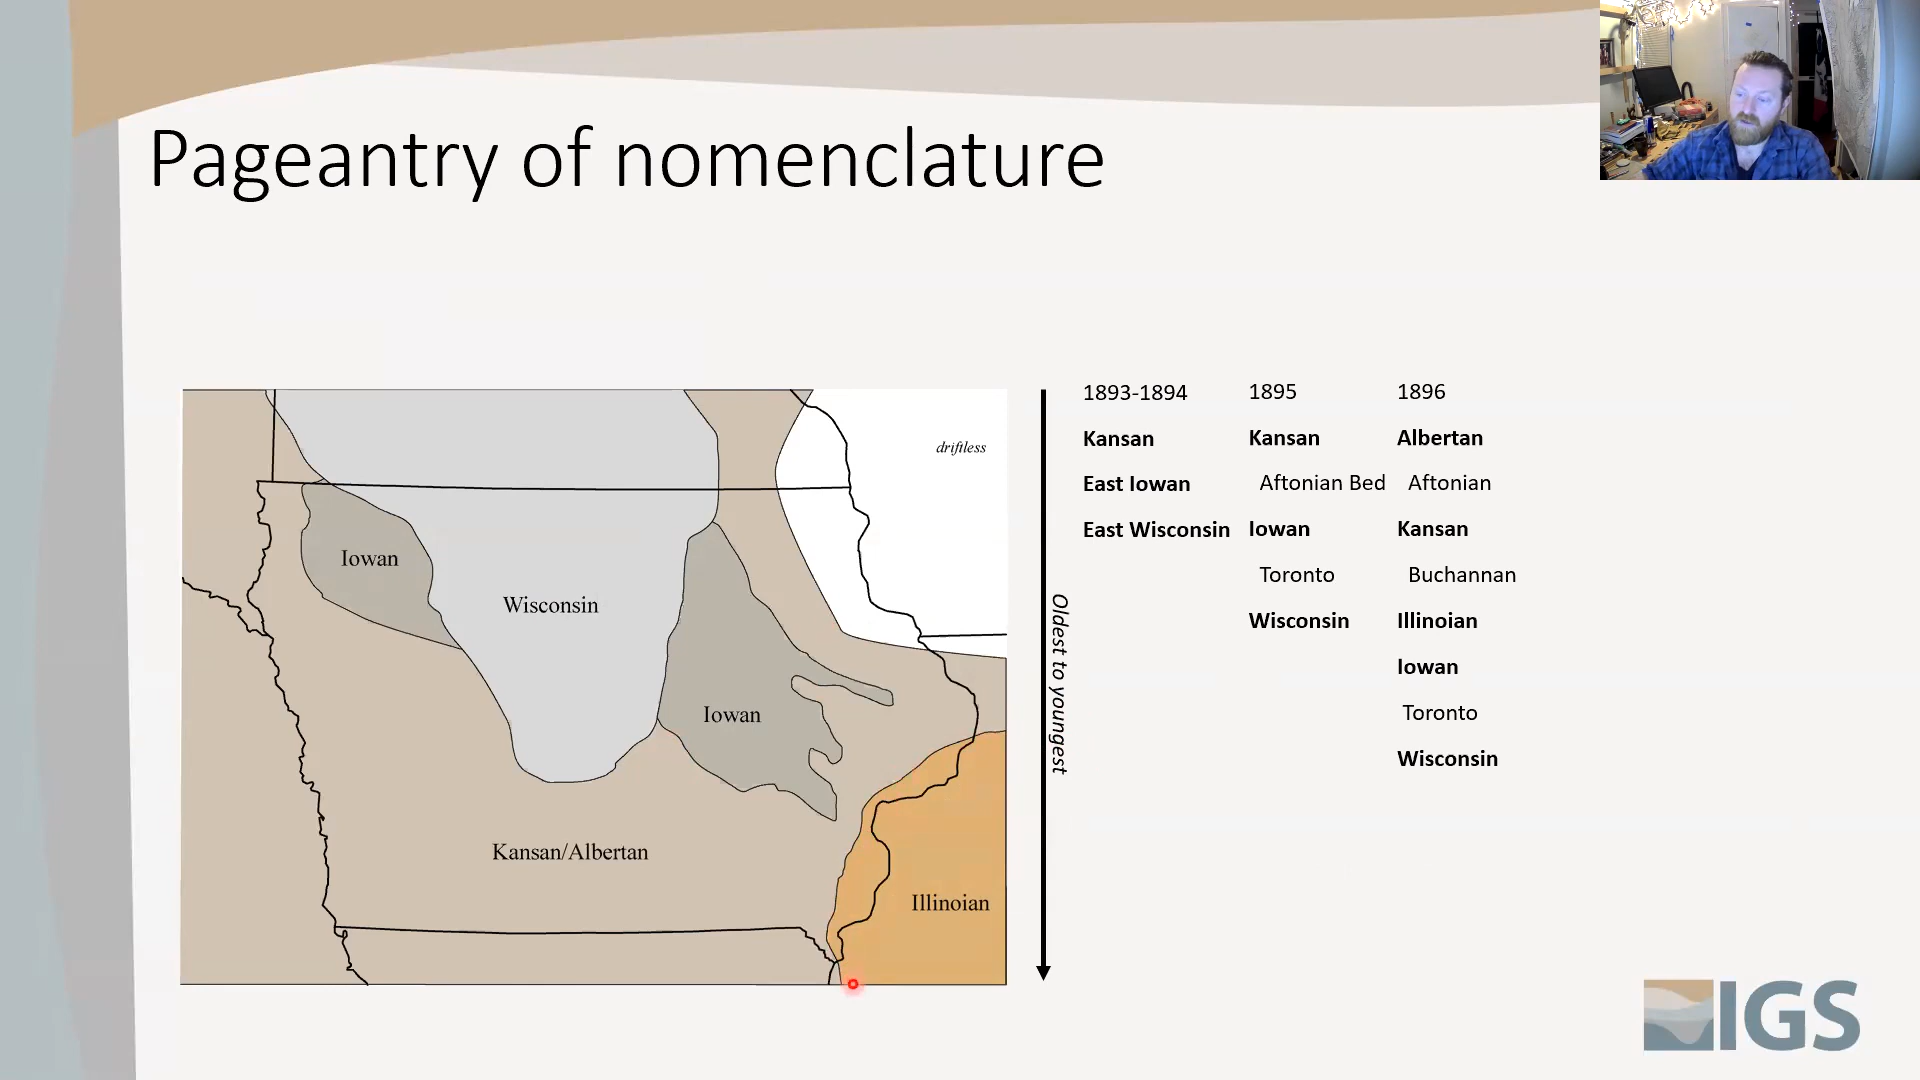 Pageantry of nomenclature
driftless
Iowan
Wisconsin
Iowan
Kansan/Albertan
Illinoian
Oldest to youngest
1893-1894
Kansan
East Iowan
East Wisconsin
1895
Kansan
Aftonian Bed
Iowan
Toronto
Wisconsin
1896
Albertan
Aftonian
Kansan
Buchannan
Illinoian
Iowan
Toronto
Wisconsin
IGS